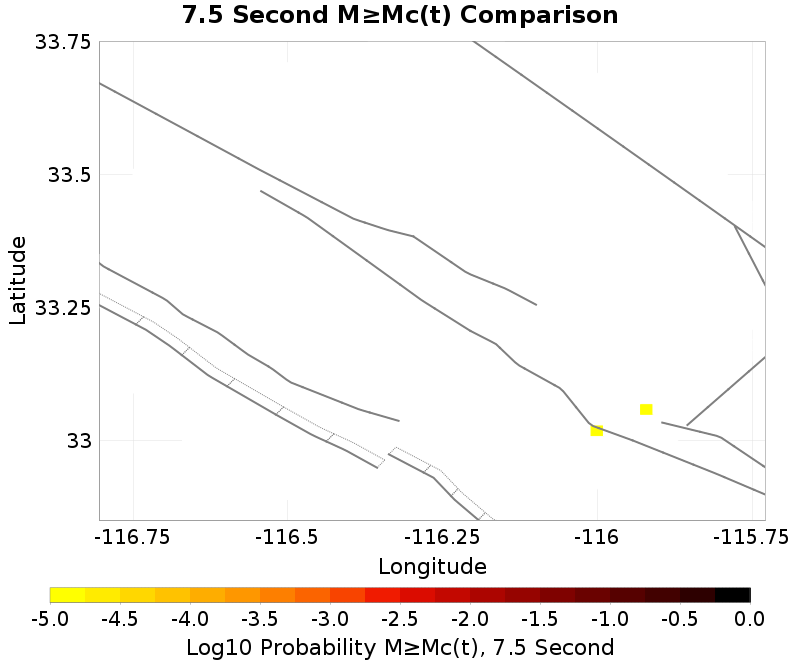 7.5 Second M≥Mc(t) Comparison
33.75
33.5
33.25
33
Latitude
-116.75 -116.5 -116.25 -116 -115.75
Longitude
-5.0 -4.5 -4.0 -3.5 -3.0 -2.5 -2.0 -1.5 -1.0 -0.5 0.0
Log10 Probability M≥Mc(t), 7.5 Second